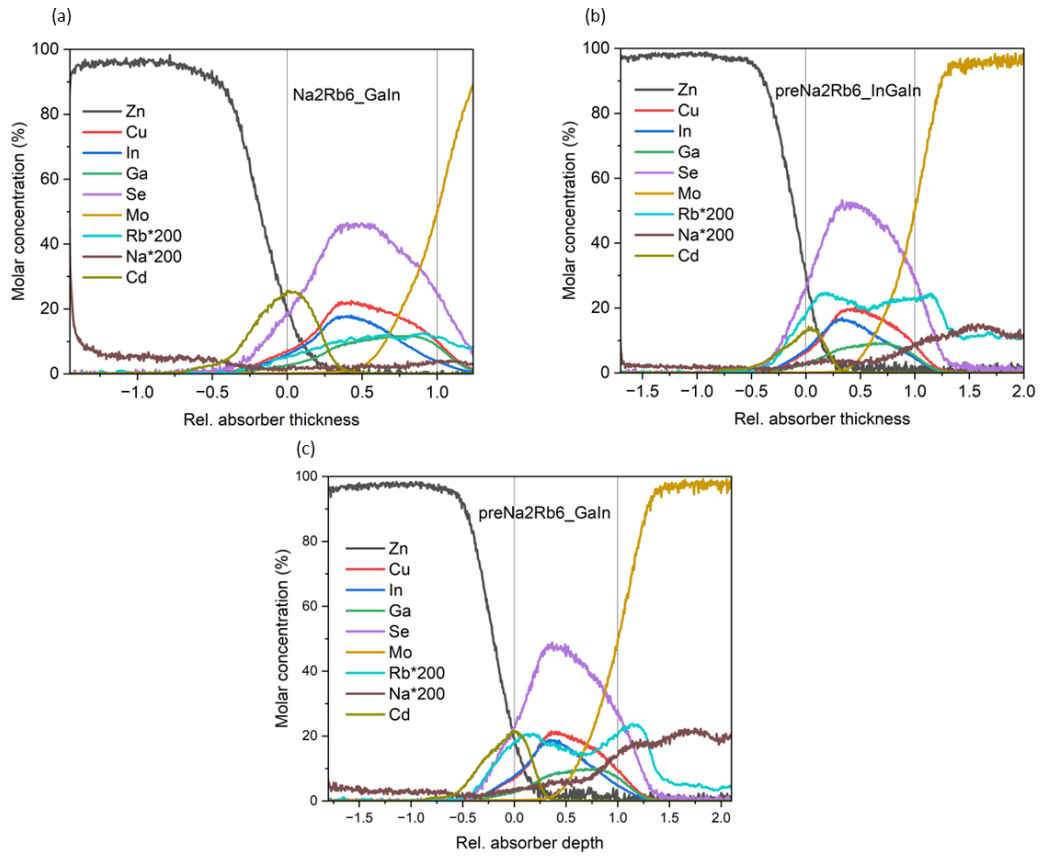 (a)
100
80
60
40
20
0
Molar concentration (%)
Na2Rb6_GaIn
Zn
Cu
In
Ga
Se
Mo
Rb*200
Na*200
Cd
−1.0
−0.5
0.0
0.5
1.0
Rel. absorber thickness
(b)
100
80
60
40
20
0
Molar concentration (%)
preNa2Rb6_InGaIn
Zn
Cu
In
Ga
Se
Mo
Rb*200
Na*200
Cd
−1.5
−1.0
−0.5
0.0
0.5
1.0
1.5
2.0
Rel. absorber thickness
(c)
100
80
60
40
20
0
Molar concentration (%)
preNa2Rb6_GaIn
Zn
Cu
In
Ga
Se
Mo
Rb*200
Na*200
Cd
−1.5
−1.0
−0.5
0.0
0.5
1.0
1.5
2.0
Rel. absorber depth